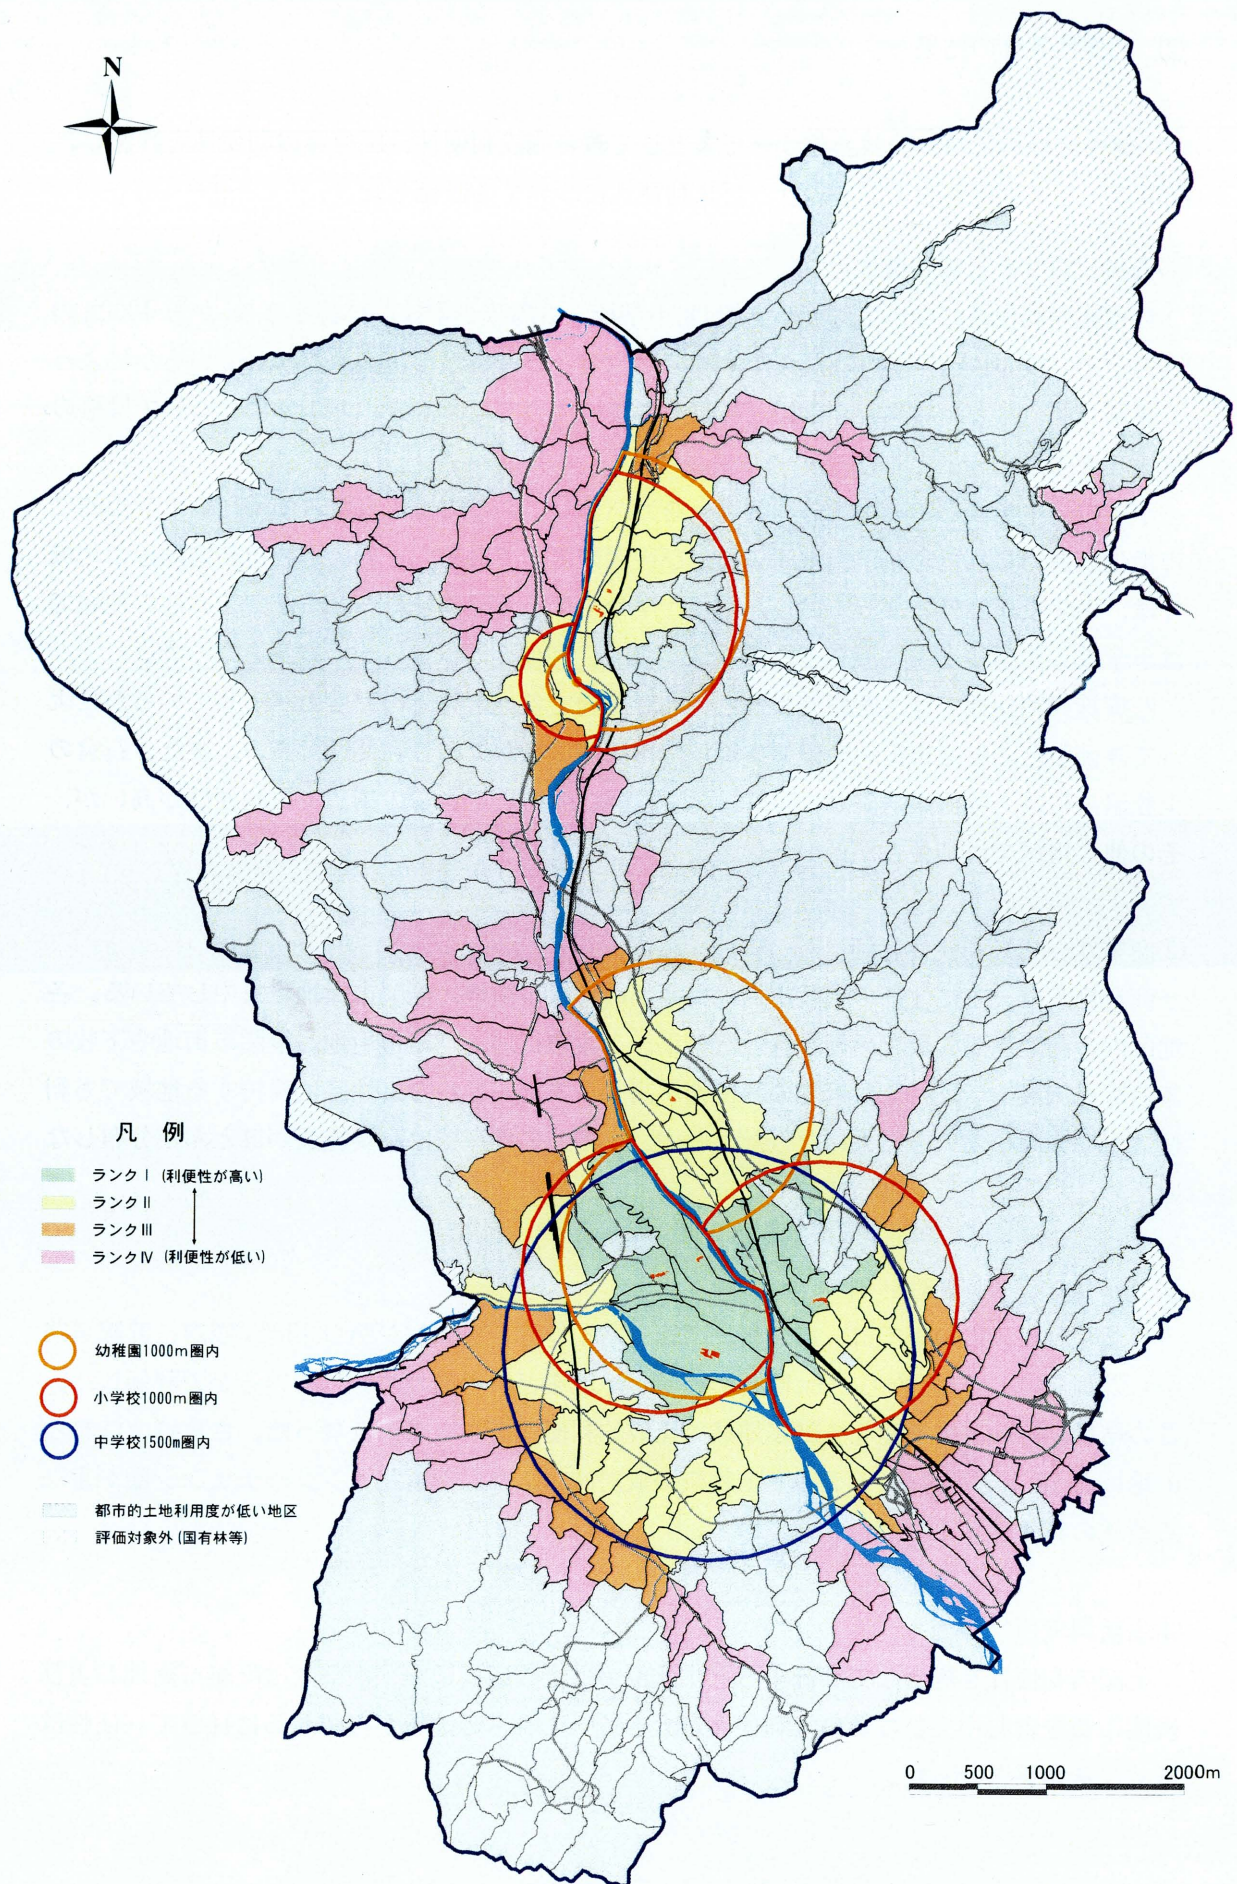 N
凡 例
ランクⅠ (利便性が高い)
ランクⅡ
ランクⅢ
ランクⅣ (利便性が低い)
幼稚園1000m圏内
小学校1000m圏内
中学校1500m圏内
都市的土地利用度が低い地区
評価対象外(国有林等)
0 500 1000 2000m